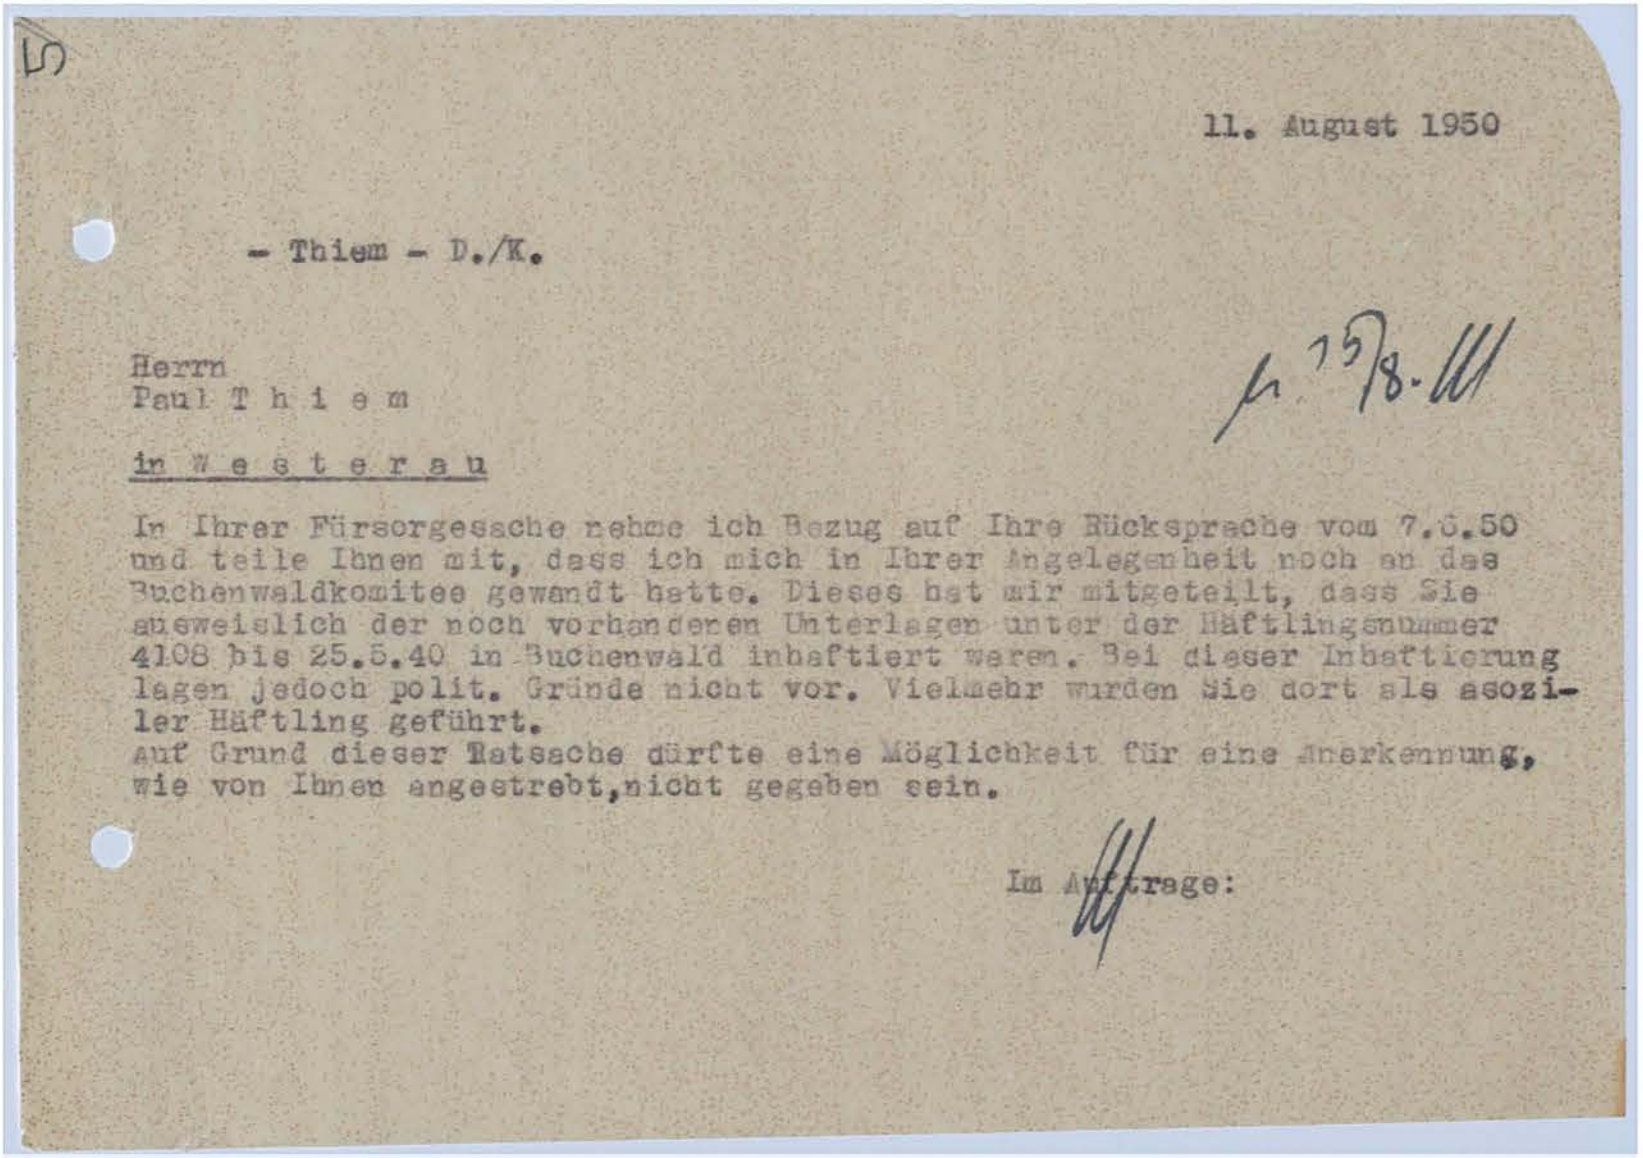 5
11. August 1950
- Thiem - D./K.
Herrn
Paul T h i e m
15/8.
in W e s t e r a u
In Ihrer Fürsorgesache nehme ich Bezug auf Ihre Rücksprache vom 7.6.50
und teile Ihnen mit, dass ich mich in Ihrer Angelegenheit noch an das
Buchenwaldkomitee gewandt hatte. Dieses hat mir mitgeteilt, dass Sie
ausweislich der noch vorhandenen Unterlagen unter der Häftlingsnummer
4108 bis 25.5.40 in Buchenwald inhaftiert waren. Bei dieser Inhaftierung
lagen jedoch polit. Gründe nicht vor. Vielmehr wurden Sie dort als asozi-
ler Häftling geführt.
Auf Grund dieser Tatsache dürfte eine Möglichkeit für eine Anerkennung,
wie von Ihnen angestrebt,nicht gegeben sein.
Im Auftrage: